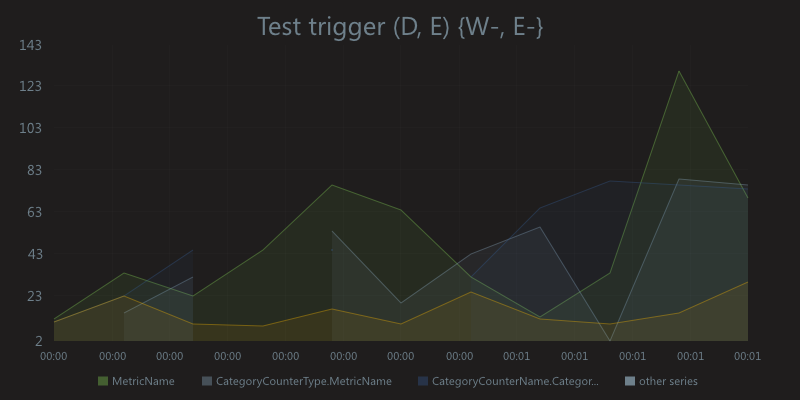 Test trigger (D, E) {W-, E-}
143
123
103
83
63
43
23
2
00:00 00:00 00:00 00:00 00:00 00:00 00:00 00:00 00:01 00:01 00:01 00:01 00:01
MetricName CategoryCounterType.MetricName CategoryCounterName.Categor... other series